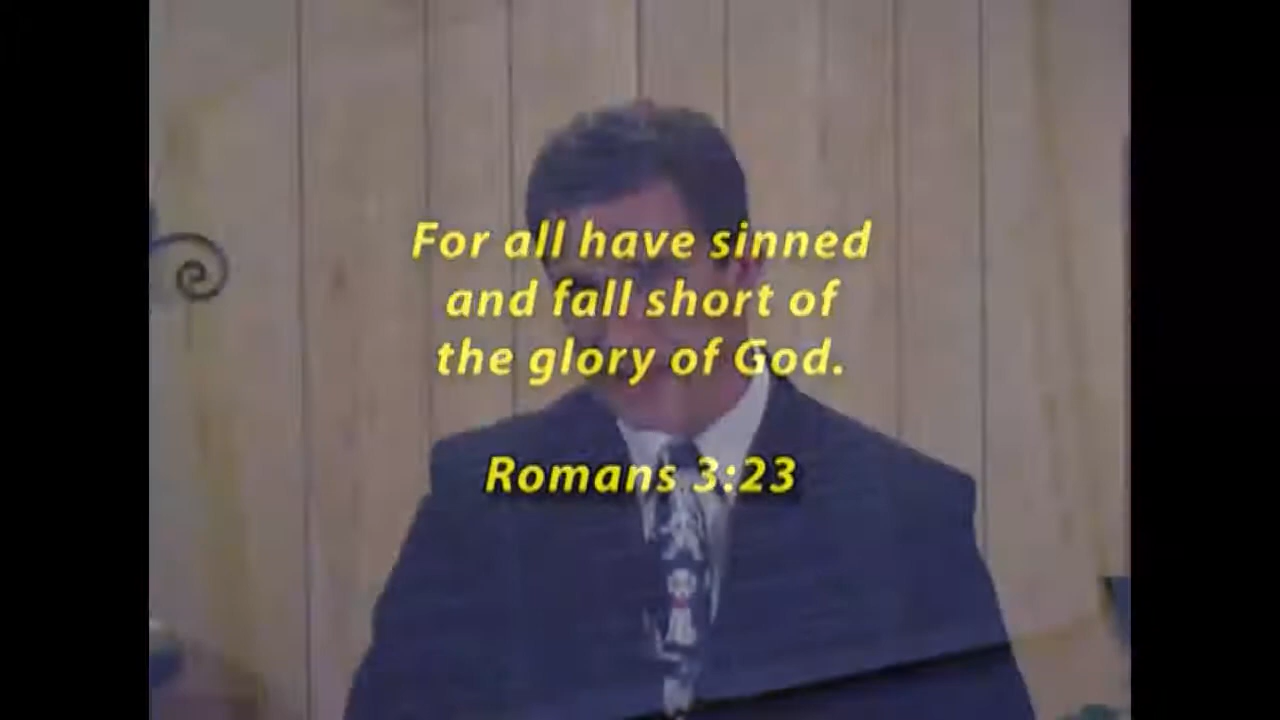 For all have sinned
and fall short of
the glory of God.
Romans 3:23